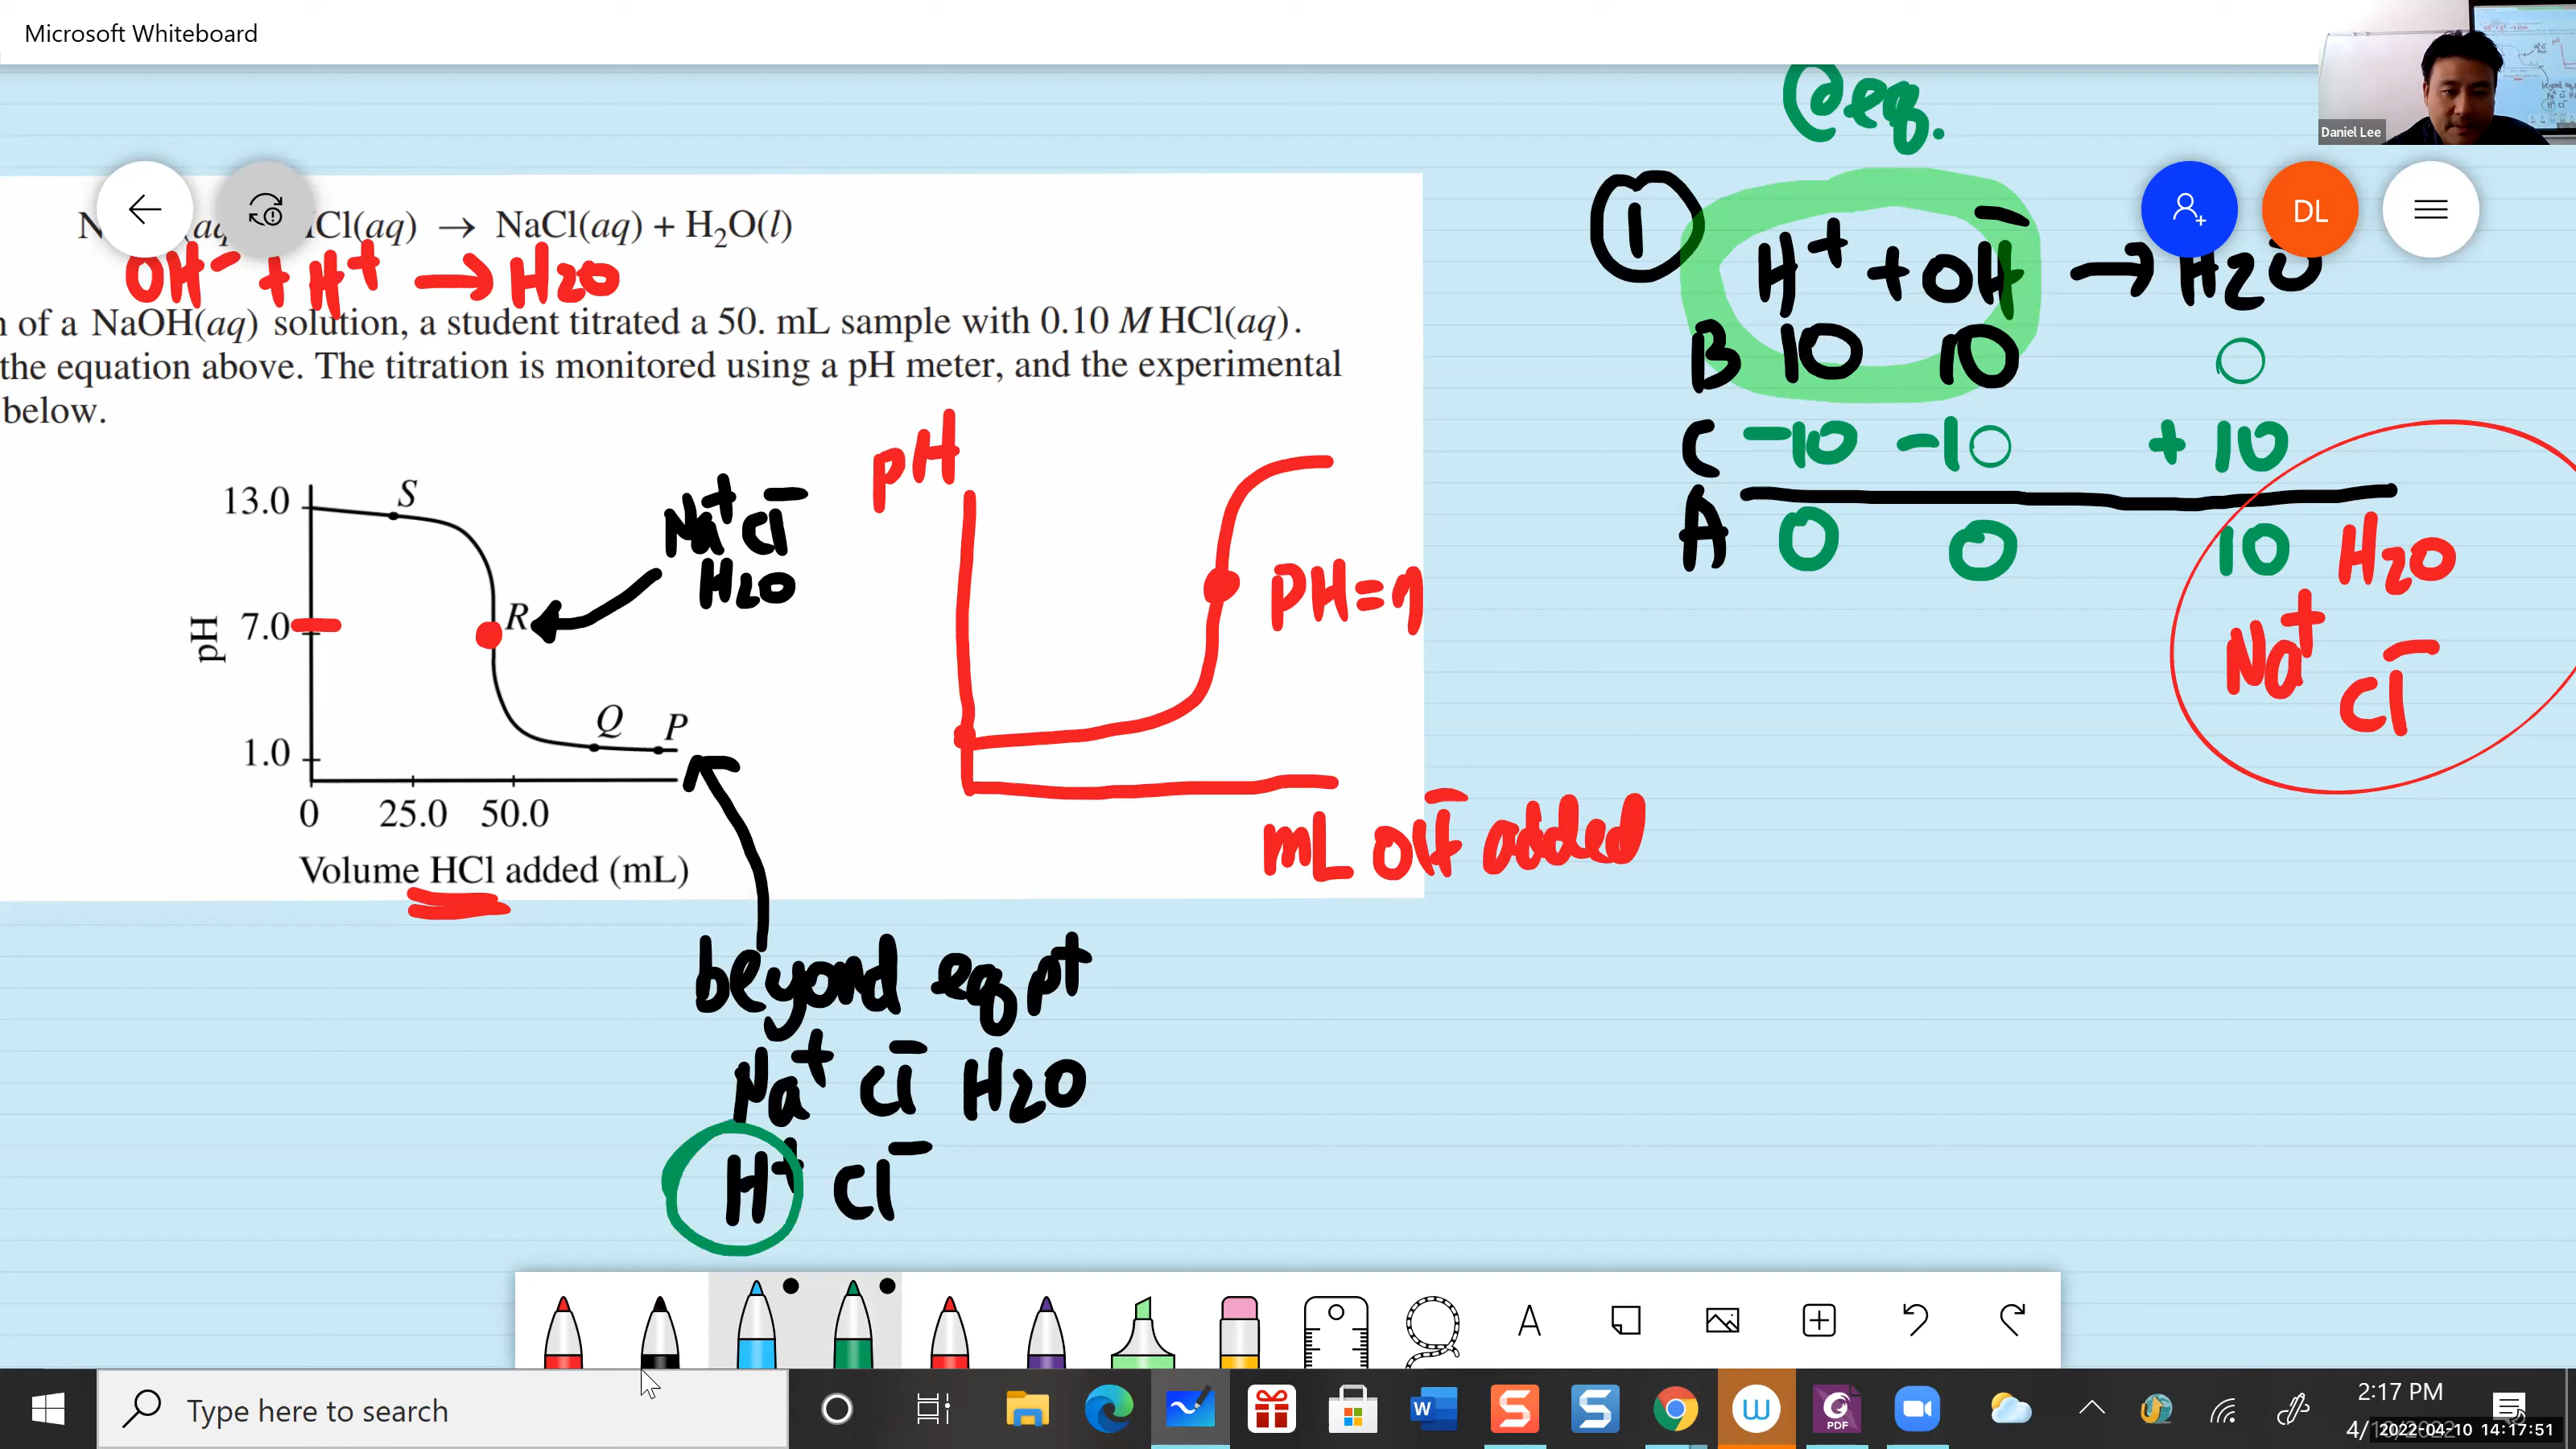 Microsoft Whiteboard
Daniel Lee
DL
@eq.
Cl(aq) → NaCl(aq) + H₂O(l)
OH⁻ + H⁺ → H2O
of a NaOH(aq) solution, a student titrated a 50. mL sample with 0.10 M HCl(aq).
the equation above. The titration is monitored using a pH meter, and the experimental
below.
13.0
S
7.0
R
pH
1.0
Q
P
0 25.0 50.0
Volume HCl added (mL)
Na⁺ Cl⁻
H2O
pH
pH=7
mL OH⁻ added
beyond eq pt
Na⁺ Cl⁻ H2O
H⁺ Cl⁻
1
H⁺ + OH⁻ → H2O
B 10 10 0
C -10 -10 +10
A 0 0 10 H2O
Na⁺ Cl⁻
A
Type here to search
PDF
2:17 PM
2022-04-10 14:17:51